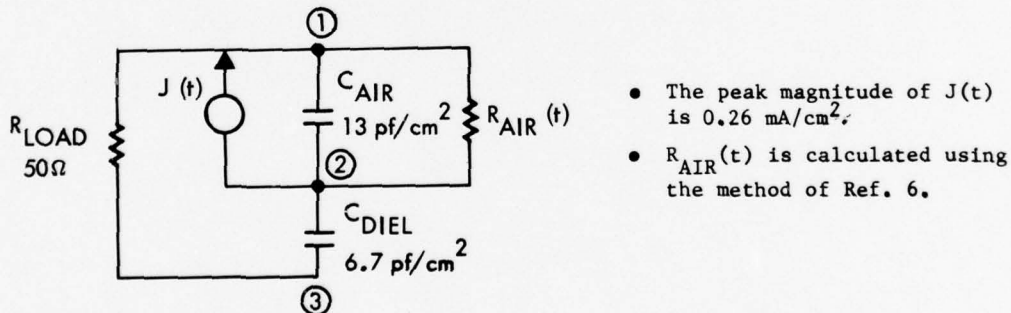 ①
J (t)
C_AIR
13 pf/cm²
R_AIR (t)
R_LOAD
50Ω
②
C_DIEL
6.7 pf/cm²
③
• The peak magnitude of J(t)
is 0.26 mA/cm².
• R_AIR(t) is calculated using
the method of Ref. 6.